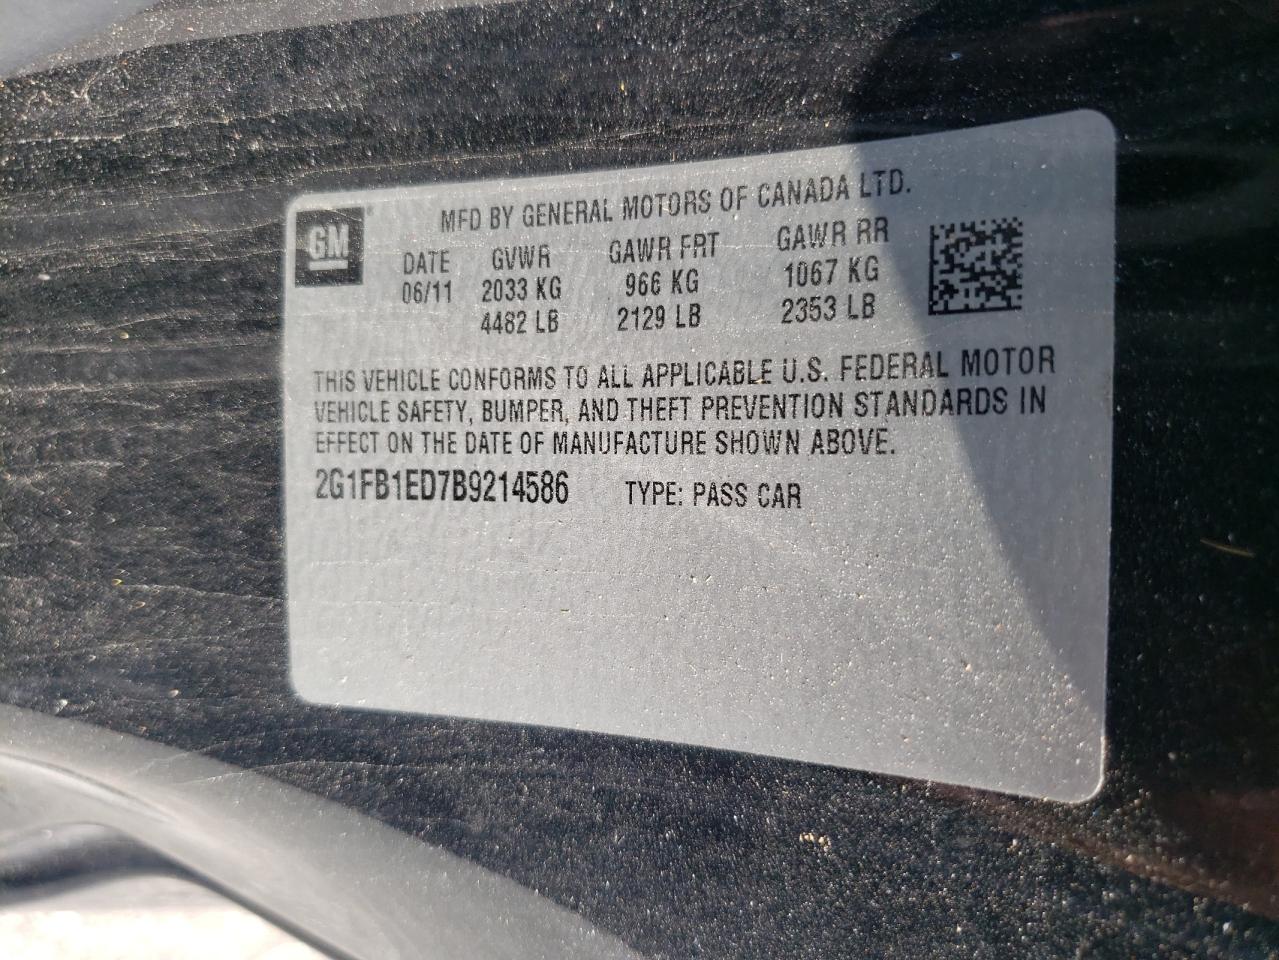 GM
MFD BY GENERAL MOTORS OF CANADA LTD.
DATE GVWR GAWR FRT GAWR RR
06/11 2033 KG 966 KG 1067 KG
4482 LB 2129 LB 2353 LB
THIS VEHICLE CONFORMS TO ALL APPLICABLE U.S. FEDERAL MOTOR
VEHICLE SAFETY, BUMPER, AND THEFT PREVENTION STANDARDS IN
EFFECT ON THE DATE OF MANUFACTURE SHOWN ABOVE.
2G1FB1ED7B9214586 TYPE: PASS CAR